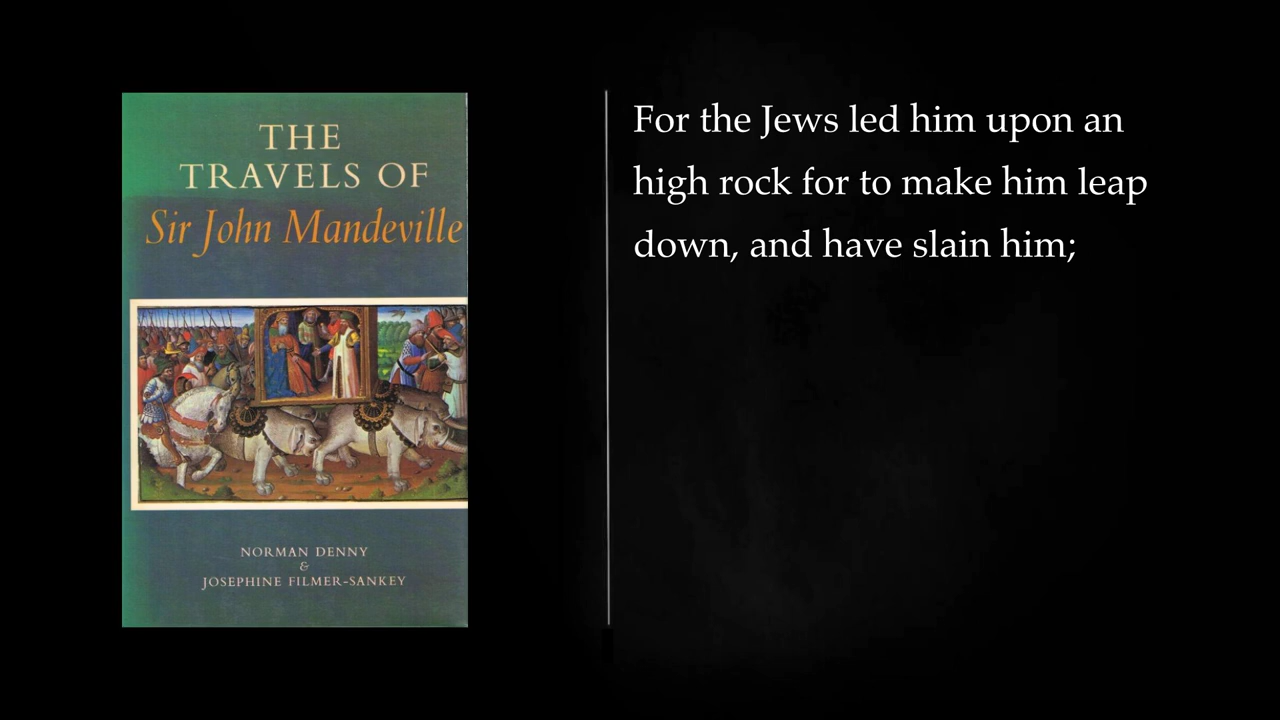 THE
TRAVELS OF
Sir John Mandeville
NORMAN DENNY
&
JOSEPHINE FILMER-SANKEY
For the Jews led him upon an
high rock for to make him leap
down, and have slain him;